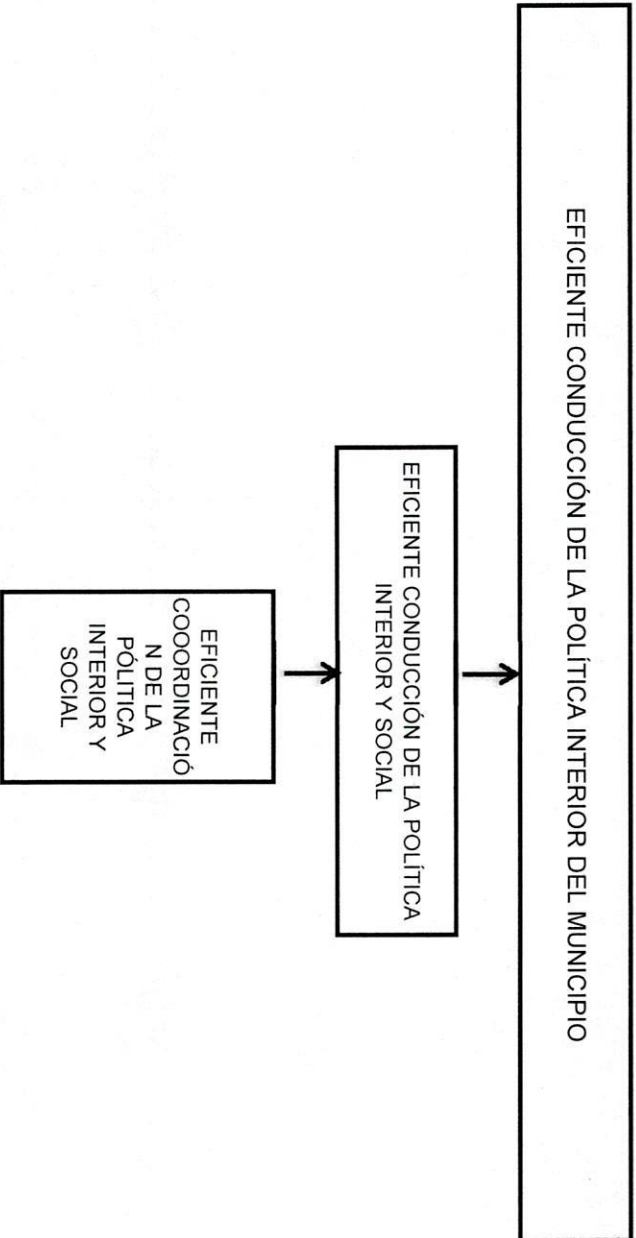 EFICIENTE CONDUCCIÓN DE LA POLÍTICA INTERIOR DEL MUNICIPIO
EFICIENTE CONDUCCIÓN DE LA POLÍTICA
INTERIOR Y SOCIAL
EFICIENTE
COOORDINACIÓ
N DE LA
PÓLITICA
INTERIOR Y
SOCIAL